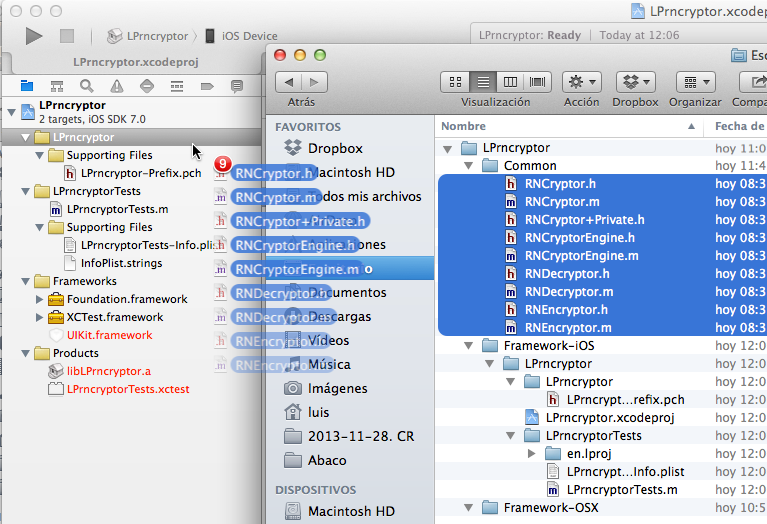 LPrncryptor.xcodep
LPrncryptor
iOS Device
LPrncryptor: Ready
Today at 12:06
LPrncryptor.xcodeproj
LPrncryptor
2 targets, iOS SDK 7.0
LPrncryptor
Supporting Files
LPrncryptor-Prefix.pch
LPrncryptorTests
LPrncryptorTests.m
Supporting Files
LPrncryptorTests-Info.plist
InfoPlist.strings
Frameworks
Foundation.framework
XCTest.framework
UIKit.framework
Products
libLPrncryptor.a
LPrncryptorTests.xctest
9
RNCryptor.h
RNCryptor.m
RNCryptor+Private.h
RNCryptorEngine.h
RNCryptorEngine.m
RNDecryptor.h
RNDecryptor.m
RNEncryptor.h
RNEncryptor.m
Esc
Atrás
Visualización
Acción
Dropbox
Organizar
Compa
FAVORITOS
Dropbox
Macintosh HD
Todos mis archivos
Documentos
Descargas
Vídeos
Música
Imágenes
luis
2013-11-28. CR
Abaco
DISPOSITIVOS
Macintosh HD
Nombre
Fecha de
LPrncryptor hoy 11:0
Common hoy 11:4
RNCryptor.h hoy 08:3
RNCryptor.m hoy 08:3
RNCryptor+Private.h hoy 08:3
RNCryptorEngine.h hoy 08:3
RNCryptorEngine.m hoy 08:3
RNDecryptor.h hoy 08:3
RNDecryptor.m hoy 08:3
RNEncryptor.h hoy 08:3
RNEncryptor.m hoy 08:3
Framework-iOS hoy 12:0
LPrncryptor hoy 12:0
LPrncryptor hoy 12:0
LPrncrypt...refix.pch hoy 12:0
LPrncryptor.xcodeproj hoy 12:0
LPrncryptorTests hoy 12:0
en.lproj hoy 12:0
LPrncrypt...Info.plist hoy 12:0
LPrncryptorTests.m hoy 12:0
Framework-OSX hoy 10:5